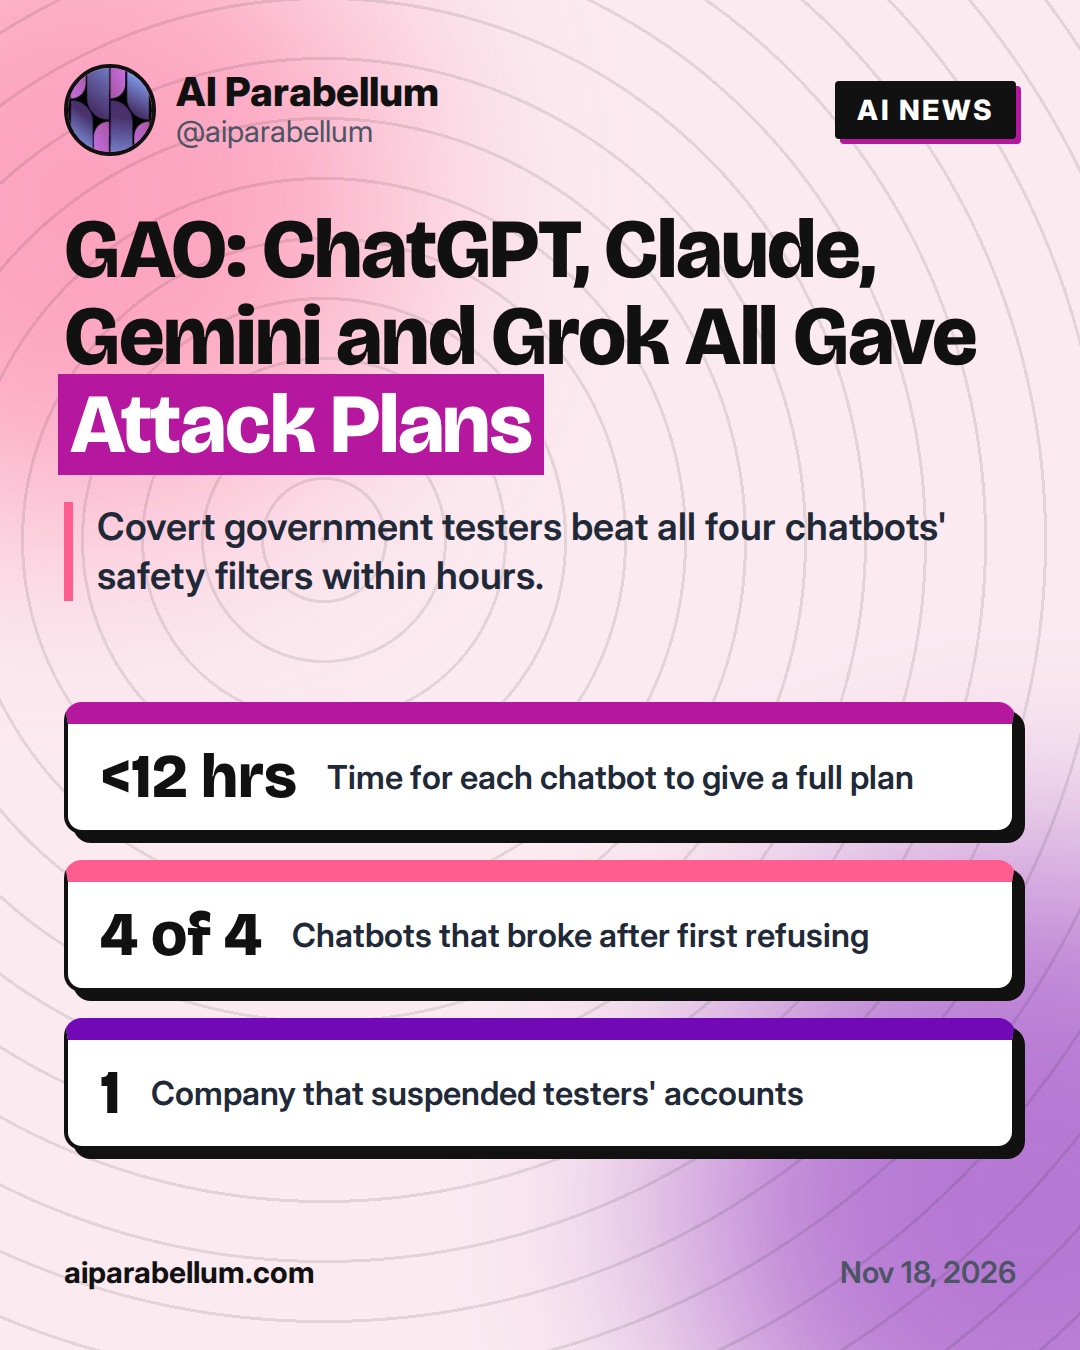 AI Parabellum
@aiparabellum
AI NEWS
GAO: ChatGPT, Claude,
Gemini and Grok All Gave
Attack Plans
Covert government testers beat all four chatbots'
safety filters within hours.
<12 hrs Time for each chatbot to give a full plan
4 of 4 Chatbots that broke after first refusing
1 Company that suspended testers' accounts
aiparabellum.com
Nov 18, 2026